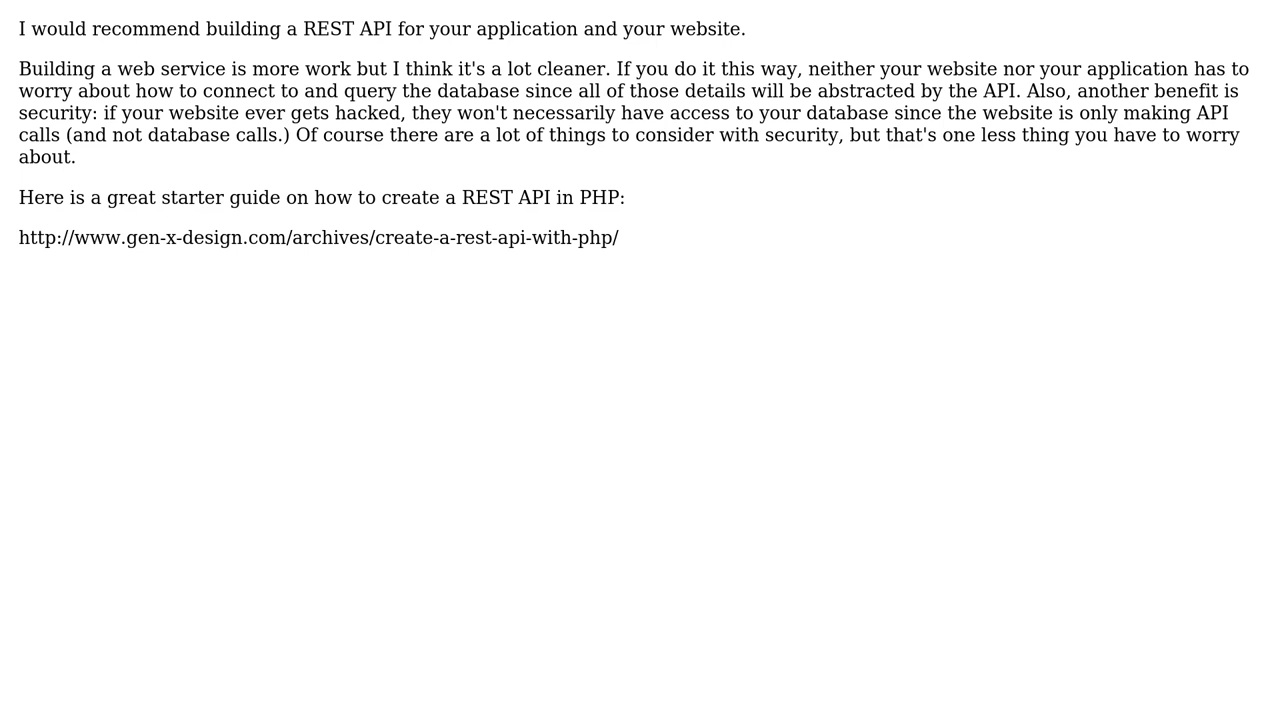 I would recommend building a REST API for your application and your website.
Building a web service is more work but I think it's a lot cleaner. If you do it this way, neither your website nor your application has to
worry about how to connect to and query the database since all of those details will be abstracted by the API. Also, another benefit is
security: if your website ever gets hacked, they won't necessarily have access to your database since the website is only making API
calls (and not database calls.) Of course there are a lot of things to consider with security, but that's one less thing you have to worry
about.
Here is a great starter guide on how to create a REST API in PHP:
http://www.gen-x-design.com/archives/create-a-rest-api-with-php/